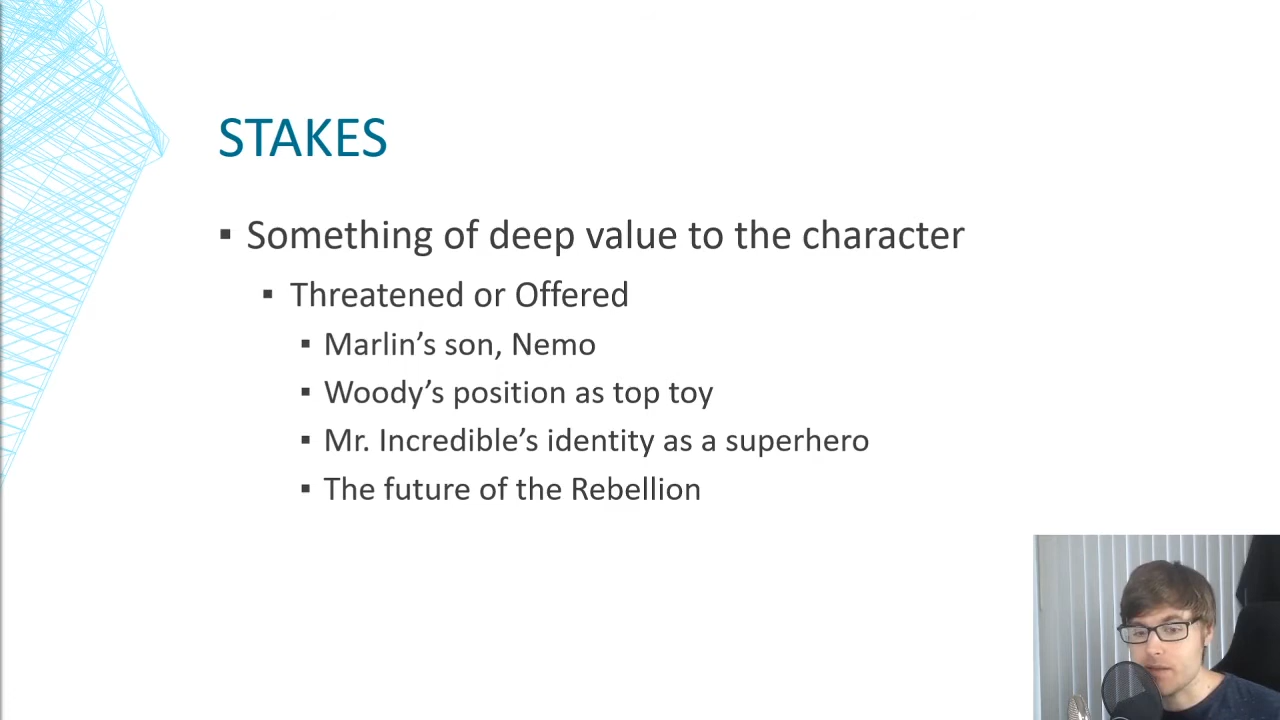 STAKES
▪ Something of deep value to the character
▪ Threatened or Offered
▪ Marlin’s son, Nemo
▪ Woody’s position as top toy
▪ Mr. Incredible’s identity as a superhero
▪ The future of the Rebellion